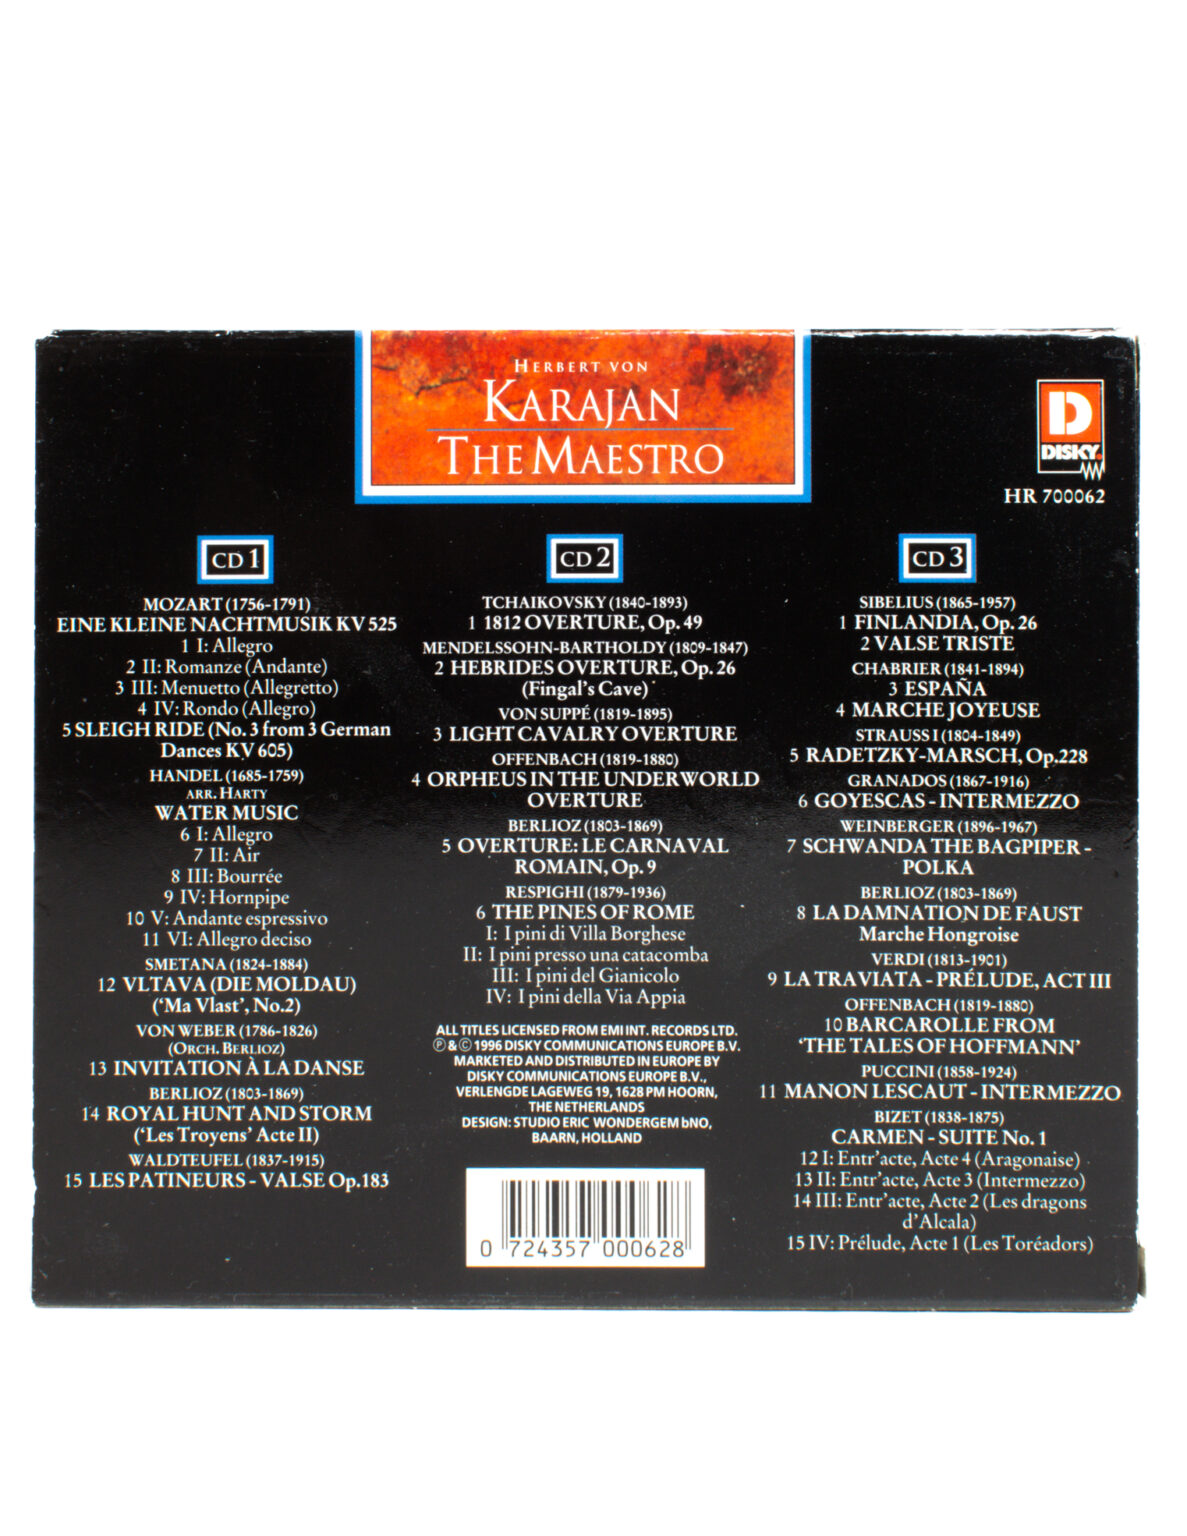 HERBERT VON
KARAJAN
THE MAESTRO
D
DISKY.
HR 700062
CD 1
MOZART (1756-1791)
EINE KLEINE NACHTMUSIK KV 525
1 I: Allegro
2 II: Romanze (Andante)
3 III: Menuetto (Allegretto)
4 IV: Rondo (Allegro)
5 SLEIGH RIDE (No. 3 from 3 German
Dances KV 605)
HANDEL (1685-1759)
ARR. HARTY
WATER MUSIC
6 I: Allegro
7 II: Air
8 III: Bourrée
9 IV: Hornpipe
10 V: Andante espressivo
11 VI: Allegro deciso
SMETANA (1824-1884)
12 VLTAVA (DIE MOLDAU)
('Ma Vlast', No.2)
VON WEBER (1786-1826)
(ORCH. BERLIOZ)
13 INVITATION À LA DANSE
BERLIOZ (1803-1869)
14 ROYAL HUNT AND STORM
('Les Troyens' Acte II)
WALDTEUFEL (1837-1915)
15 LES PATINEURS - VALSE Op.183
CD 2
TCHAIKOVSKY (1840-1893)
1 1812 OVERTURE, Op. 49
MENDELSSOHN-BARTHOLDY (1809-1847)
2 HEBRIDES OVERTURE, Op. 26
(Fingal's Cave)
VON SUPPÉ (1819-1895)
3 LIGHT CAVALRY OVERTURE
OFFENBACH (1819-1880)
4 ORPHEUS IN THE UNDERWORLD
OVERTURE
BERLIOZ (1803-1869)
5 OVERTURE: LE CARNAVAL
ROMAIN, Op. 9
RESPIGHI (1879-1936)
6 THE PINES OF ROME
I: I pini di Villa Borghese
II: I pini presso una catacomba
III: I pini del Gianicolo
IV: I pini della Via Appia
ALL TITLES LICENSED FROM EMI INT. RECORDS LTD.
℗ & © 1996 DISKY COMMUNICATIONS EUROPE B.V.
MARKETED AND DISTRIBUTED IN EUROPE BY
DISKY COMMUNICATIONS EUROPE B.V.,
VERLENGDE LAGEWEG 19, 1628 PM HOORN,
THE NETHERLANDS
DESIGN: STUDIO ERIC WONDERGEM bNO,
BAARN, HOLLAND
0 724357 000628
CD 3
SIBELIUS (1865-1957)
1 FINLANDIA, Op. 26
2 VALSE TRISTE
CHABRIER (1841-1894)
3 ESPAÑA
4 MARCHE JOYEUSE
STRAUSS I (1804-1849)
5 RADETZKY-MARSCH, Op.228
GRANADOS (1867-1916)
6 GOYESCAS - INTERMEZZO
WEINBERGER (1896-1967)
7 SCHWANDA THE BAGPIPER -
POLKA
BERLIOZ (1803-1869)
8 LA DAMNATION DE FAUST
Marche Hongroise
VERDI (1813-1901)
9 LA TRAVIATA - PRÉLUDE, ACT III
OFFENBACH (1819-1880)
10 BARCAROLLE FROM
'THE TALES OF HOFFMANN'
PUCCINI (1858-1924)
11 MANON LESCAUT - INTERMEZZO
BIZET (1838-1875)
CARMEN - SUITE No. 1
12 I: Entr'acte, Acte 4 (Aragonaise)
13 II: Entr'acte, Acte 3 (Intermezzo)
14 III: Entr'acte, Acte 2 (Les dragons
d'Alcala)
15 IV: Prélude, Acte 1 (Les Toréadors)